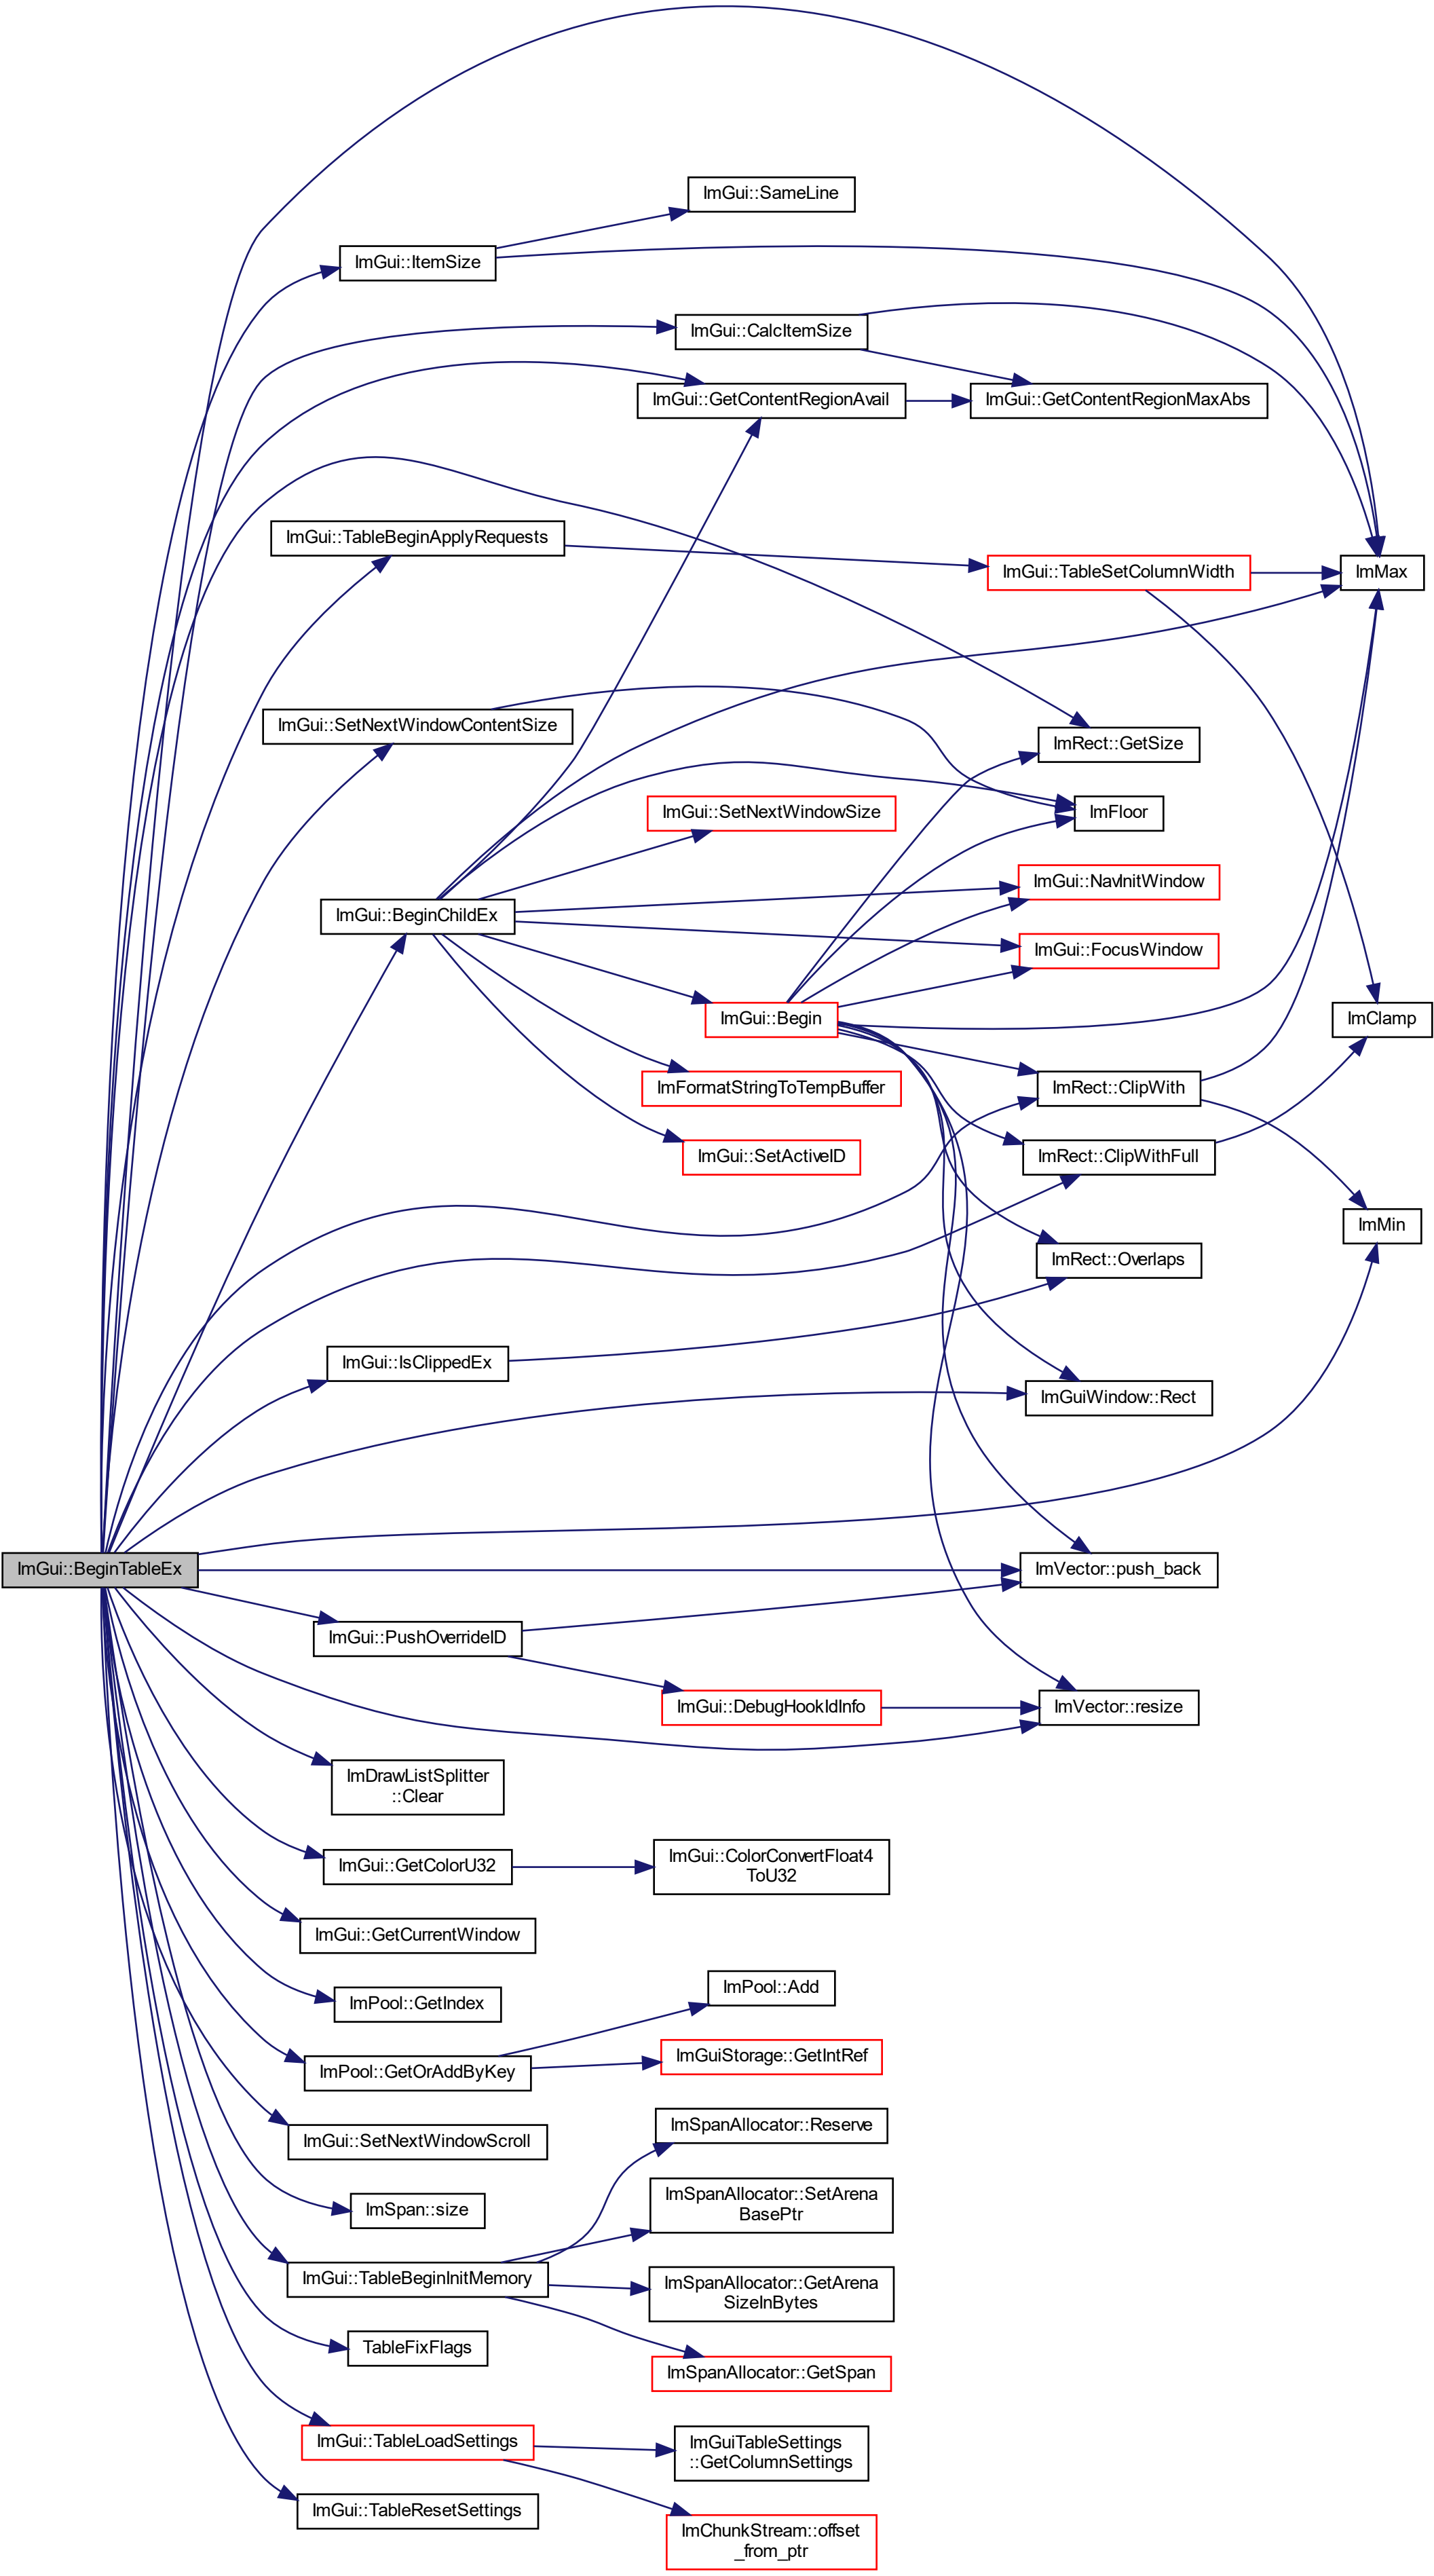 ImGui::SameLine
ImGui::ItemSize
ImGui::CalcItemSize
ImGui::GetContentRegionAvail
ImGui::GetContentRegionMaxAbs
ImGui::TableBeginApplyRequests
ImGui::TableSetColumnWidth
ImMax
ImGui::SetNextWindowContentSize
ImRect::GetSize
ImGui::SetNextWindowSize
ImFloor
ImGui::NavInitWindow
ImGui::BeginChildEx
ImGui::FocusWindow
ImGui::Begin
ImClamp
ImFormatStringToTempBuffer
ImRect::ClipWith
ImGui::SetActiveID
ImRect::ClipWithFull
ImMin
ImRect::Overlaps
ImGui::IsClippedEx
ImGuiWindow::Rect
ImGui::BeginTableEx
ImVector::push_back
ImGui::PushOverrideID
ImGui::DebugHookIdInfo
ImVector::resize
ImDrawListSplitter
::Clear
ImGui::GetColorU32
ImGui::ColorConvertFloat4
ToU32
ImGui::GetCurrentWindow
ImPool::GetIndex
ImPool::Add
ImPool::GetOrAddByKey
ImGuiStorage::GetIntRef
ImGui::SetNextWindowScroll
ImSpanAllocator::Reserve
ImSpan::size
ImSpanAllocator::SetArena
BasePtr
ImGui::TableBeginInitMemory
ImSpanAllocator::GetArena
SizeInBytes
TableFixFlags
ImSpanAllocator::GetSpan
ImGui::TableLoadSettings
ImGuiTableSettings
::GetColumnSettings
ImGui::TableResetSettings
ImChunkStream::offset
_from_ptr